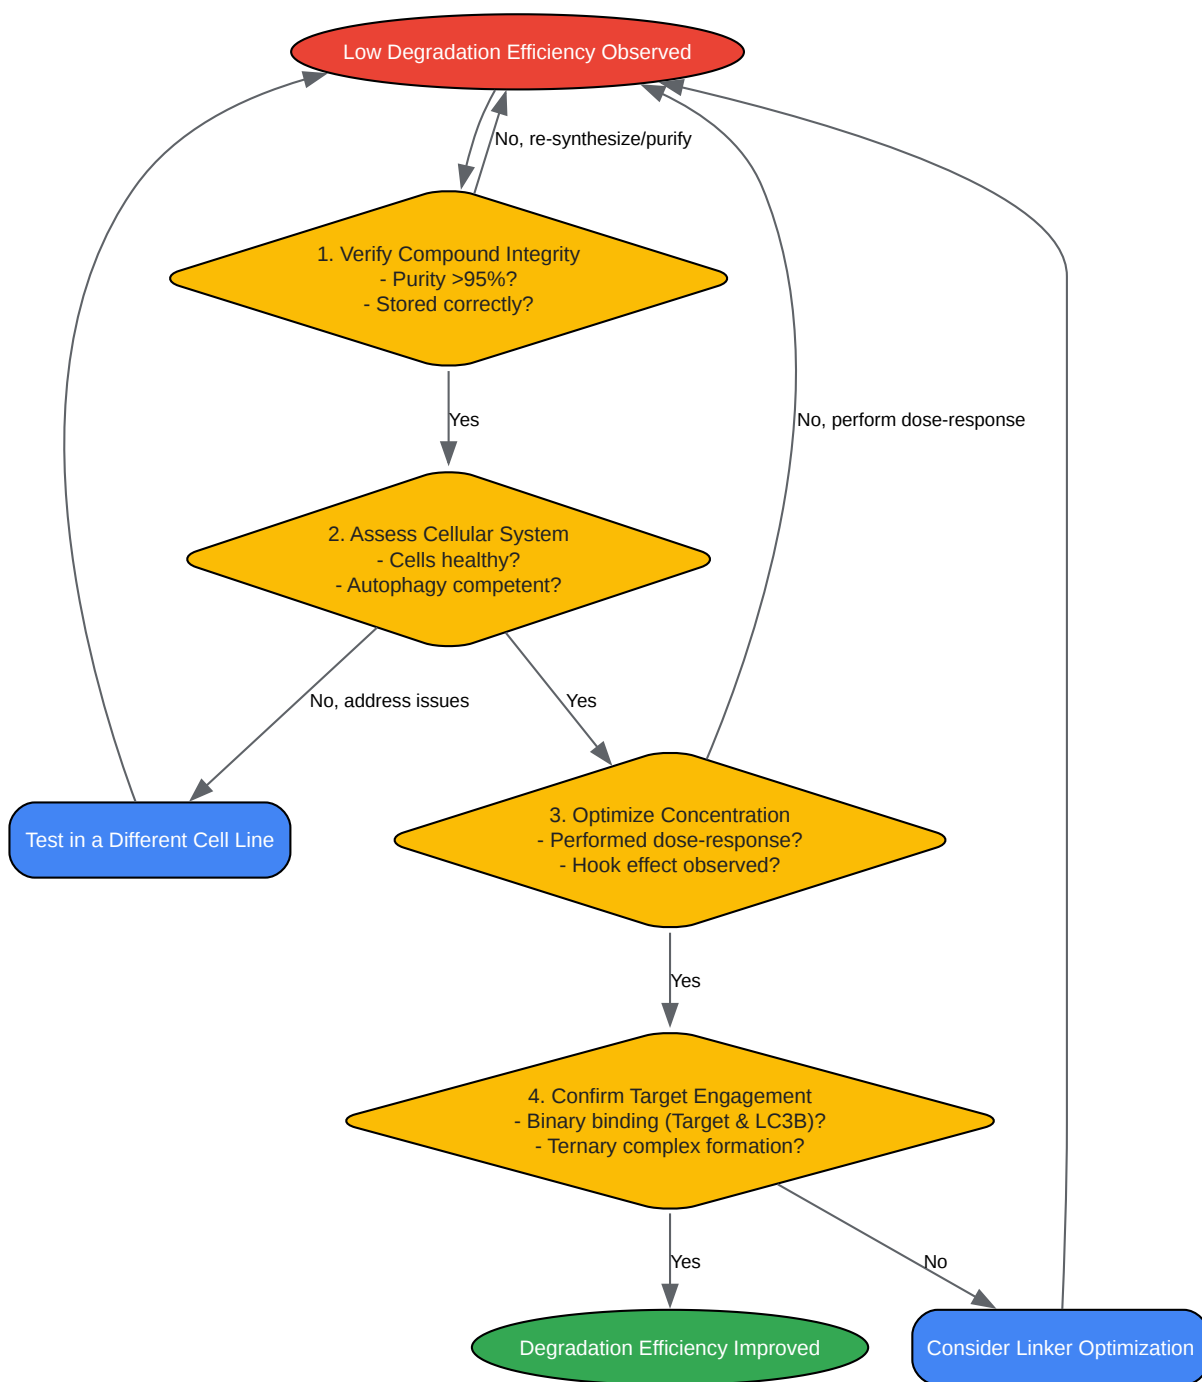 Low Degradation Efficiency Observed
No, re-synthesize/purify
1. Verify Compound Integrity
- Purity >95%?
- Stored correctly?
Yes
No, perform dose-response
2. Assess Cellular System
- Cells healthy?
- Autophagy competent?
No, address issues
Yes
Test in a Different Cell Line
3. Optimize Concentration
- Performed dose-response?
- Hook effect observed?
Yes
4. Confirm Target Engagement
- Binary binding (Target & LC3B)?
- Ternary complex formation?
Yes
No
Degradation Efficiency Improved
Consider Linker Optimization